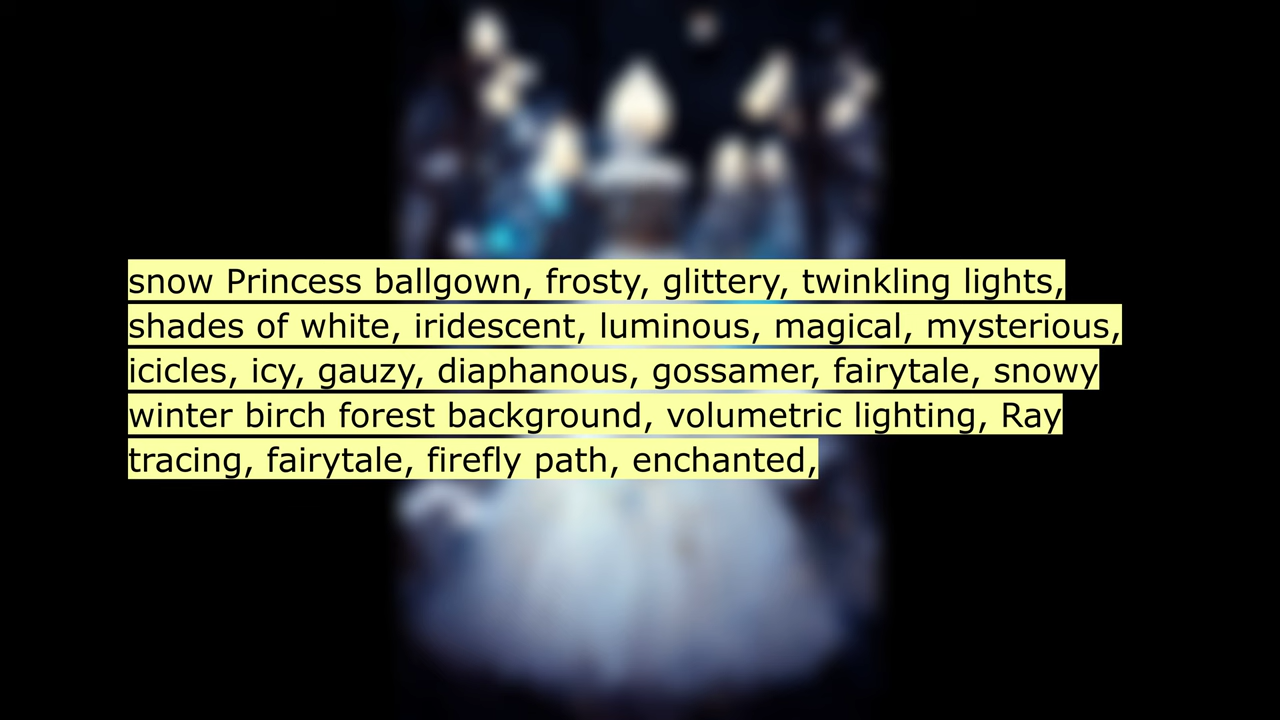 snow Princess ballgown, frosty, glittery, twinkling lights,
shades of white, iridescent, luminous, magical, mysterious,
icicles, icy, gauzy, diaphanous, gossamer, fairytale, snowy
winter birch forest background, volumetric lighting, Ray
tracing, fairytale, firefly path, enchanted,